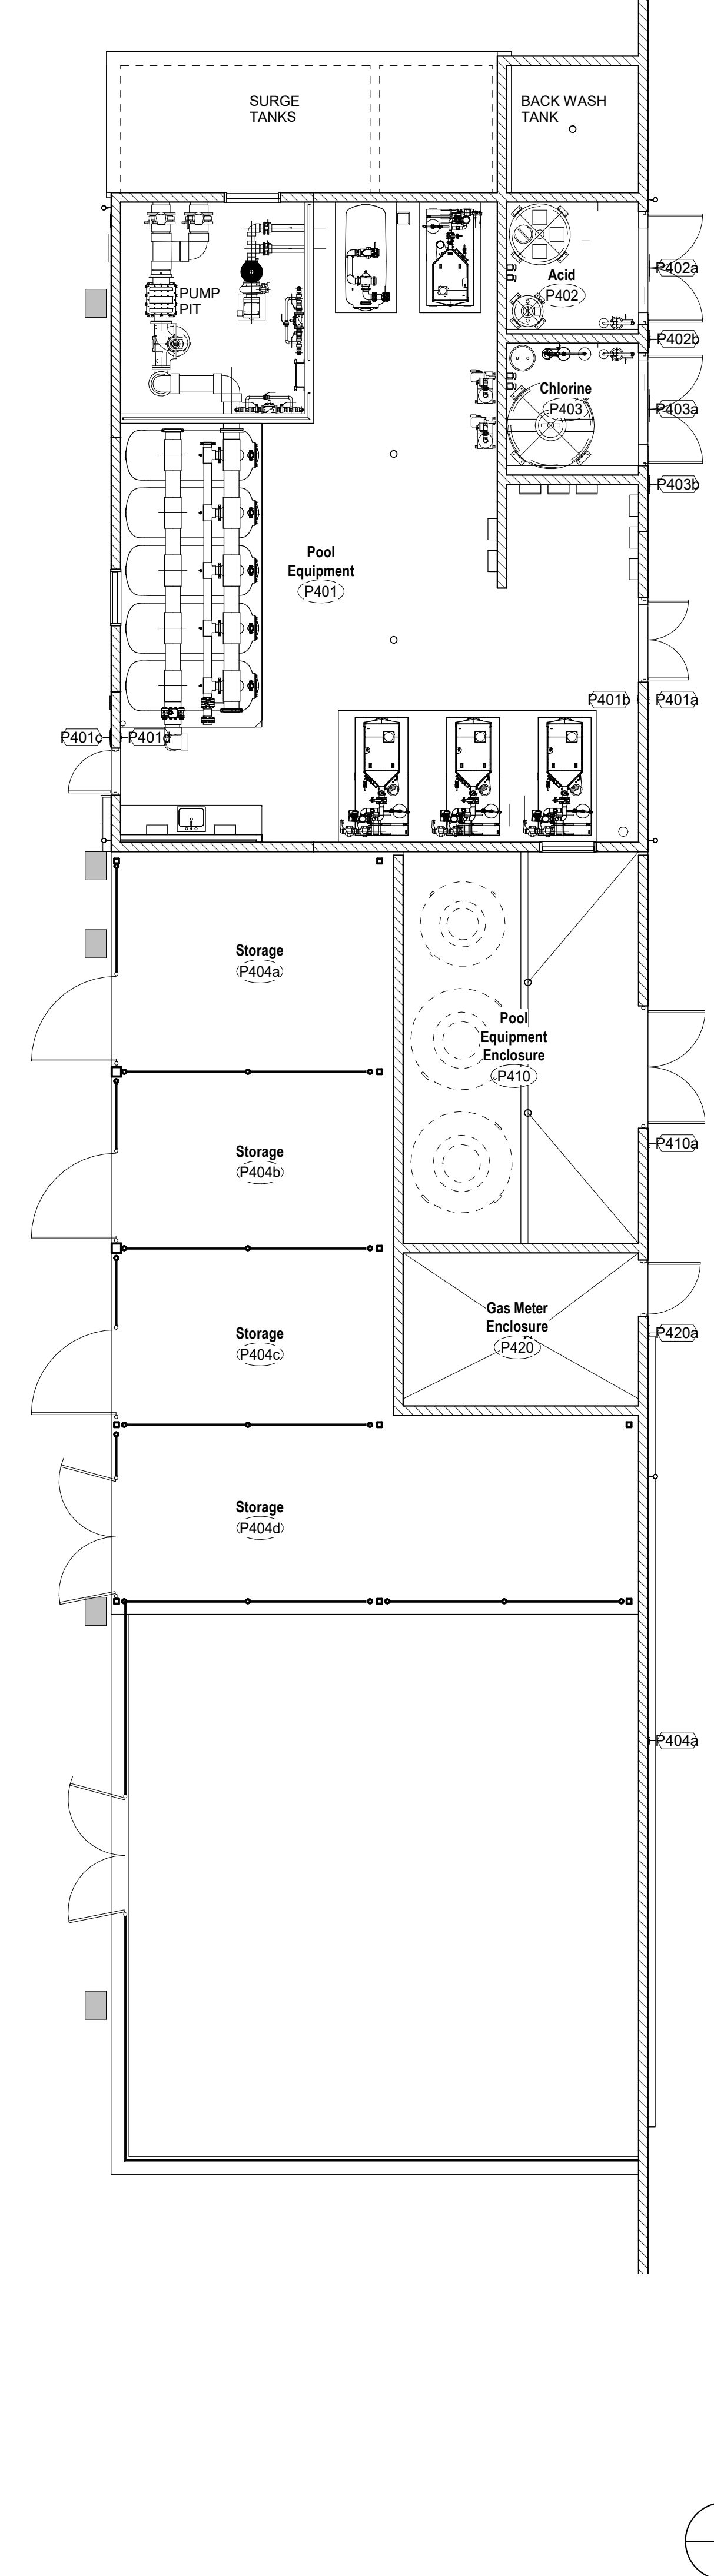 SURGE
TANKS
BACK WASH
TANK
Acid
P402
P402a
PUMP
PIT
P402b
Chlorine
P403
P403a
P403b
Pool
Equipment
P401
P401b
P401a
P401c
P401d
Storage
P404a
Pool
Equipment
Enclosure
P410
P410a
Storage
P404b
Gas Meter
Enclosure
P420
P420a
Storage
P404c
Storage
P404d
P404a